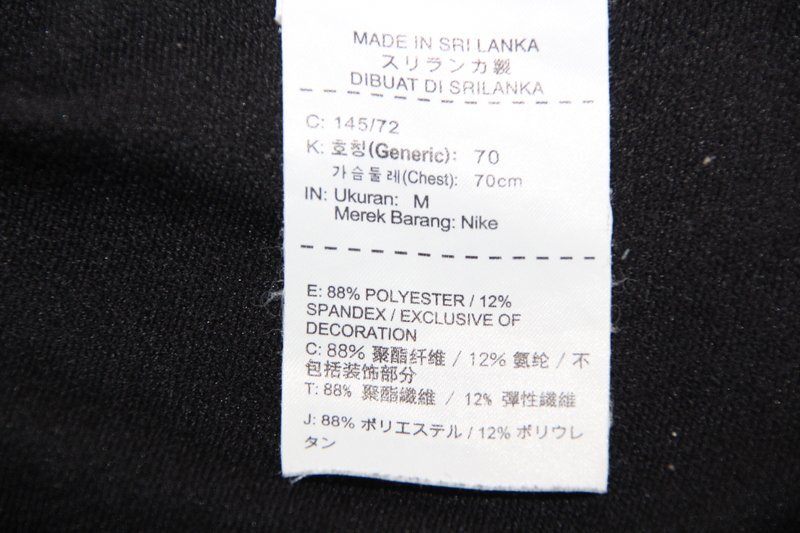 MADE IN SRI LANKA
スリランカ製
DIBUAT DI SRILANKA
C: 145/72
K: 호칭(Generic): 70
가슴둘레(Chest): 70cm
IN: Ukuran: M
Merek Barang: Nike
E: 88% POLYESTER / 12%
SPANDEX / EXCLUSIVE OF
DECORATION
C: 88% 聚酯纤维 / 12% 氨纶 / 不
包括装饰部分
T: 88% 聚酯纖維 / 12% 彈性纖維
J: 88% ポリエステル / 12% ポリウレ
タン